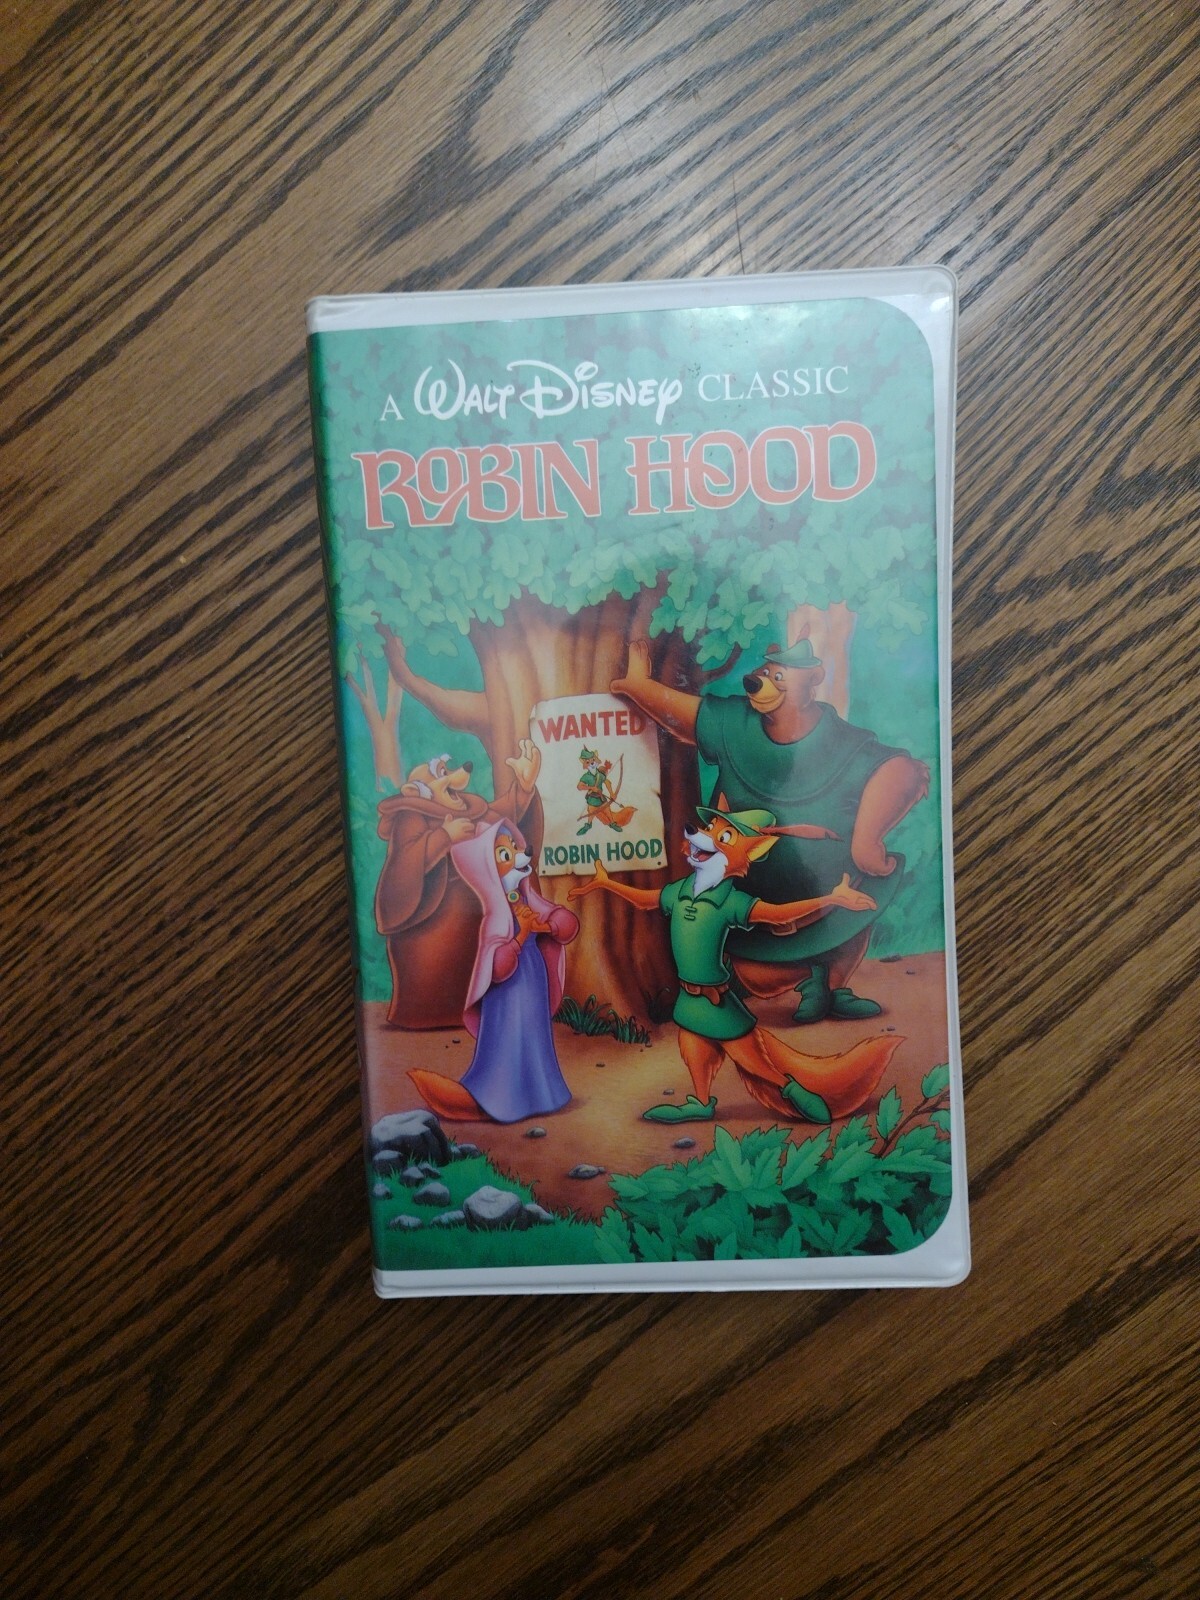 A WALT DISNEY CLASSIC
ROBIN HOOD
WANTED
ROBIN HOOD